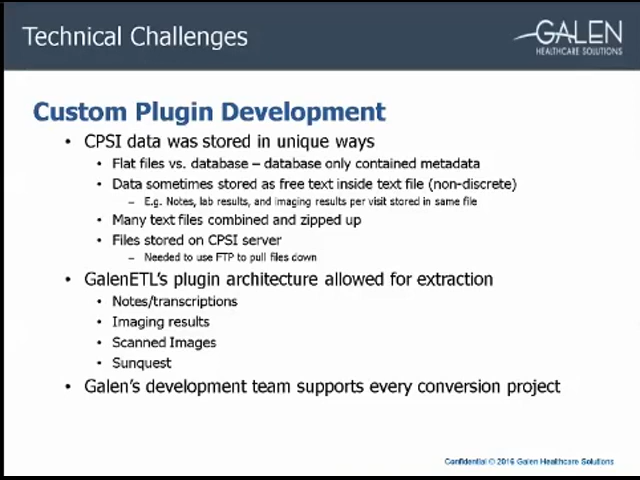 Technical Challenges
GALEN
HEALTHCARE SOLUTIONS
Custom Plugin Development
• CPSI data was stored in unique ways
• Flat files vs. database – database only contained metadata
• Data sometimes stored as free text inside text file (non-discrete)
– E.g. Notes, lab results, and imaging results per visit stored in same file
• Many text files combined and zipped up
• Files stored on CPSI server
– Needed to use FTP to pull files down
• GalenETL's plugin architecture allowed for extraction
• Notes/transcriptions
• Imaging results
• Scanned Images
• Sunquest
• Galen's development team supports every conversion project
Confidential © 2016 Galen Healthcare Solutions